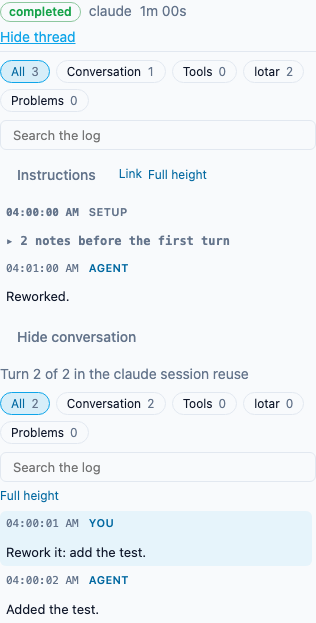 completed claude 1m 00s
Hide thread
All 3 Conversation 1 Tools 0 Iotar 2
Problems 0
Search the log
Instructions Link Full height
04:00:00 AM SETUP
▸ 2 notes before the first turn
04:01:00 AM AGENT
Reworked.
Hide conversation
Turn 2 of 2 in the claude session reuse
All 2 Conversation 2 Tools 0 Iotar 0
Problems 0
Search the log
Full height
04:00:01 AM YOU
Rework it: add the test.
04:00:02 AM AGENT
Added the test.